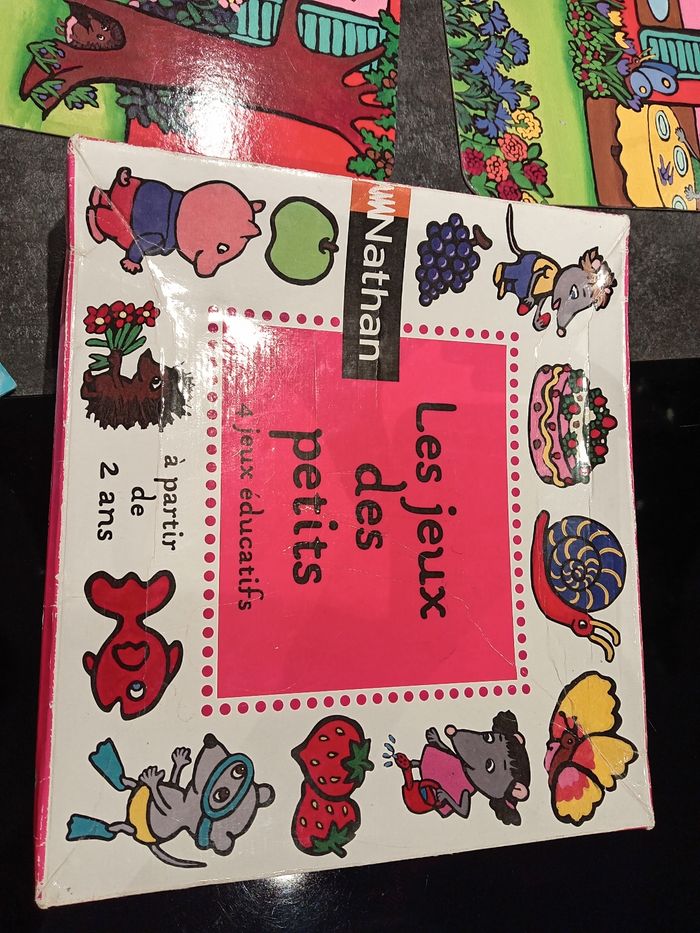 Nathan
Les jeux
des
petits
4 jeux éducatifs
à partir
de
2 ans